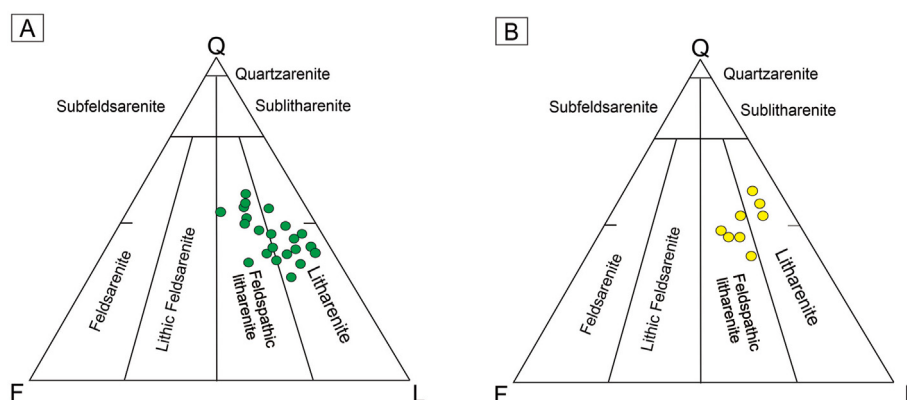 A
Q
Quartzarenite
Subfeldsarenite
Sublitharenite
Feldsarenite
Lithic Feldsarenite
Feldspathic
litharenite
Litharenite
F
L
B
Q
Quartzarenite
Subfeldsarenite
Sublitharenite
Feldsarenite
Lithic Feldsarenite
Feldspathic
litharenite
Litharenite
F